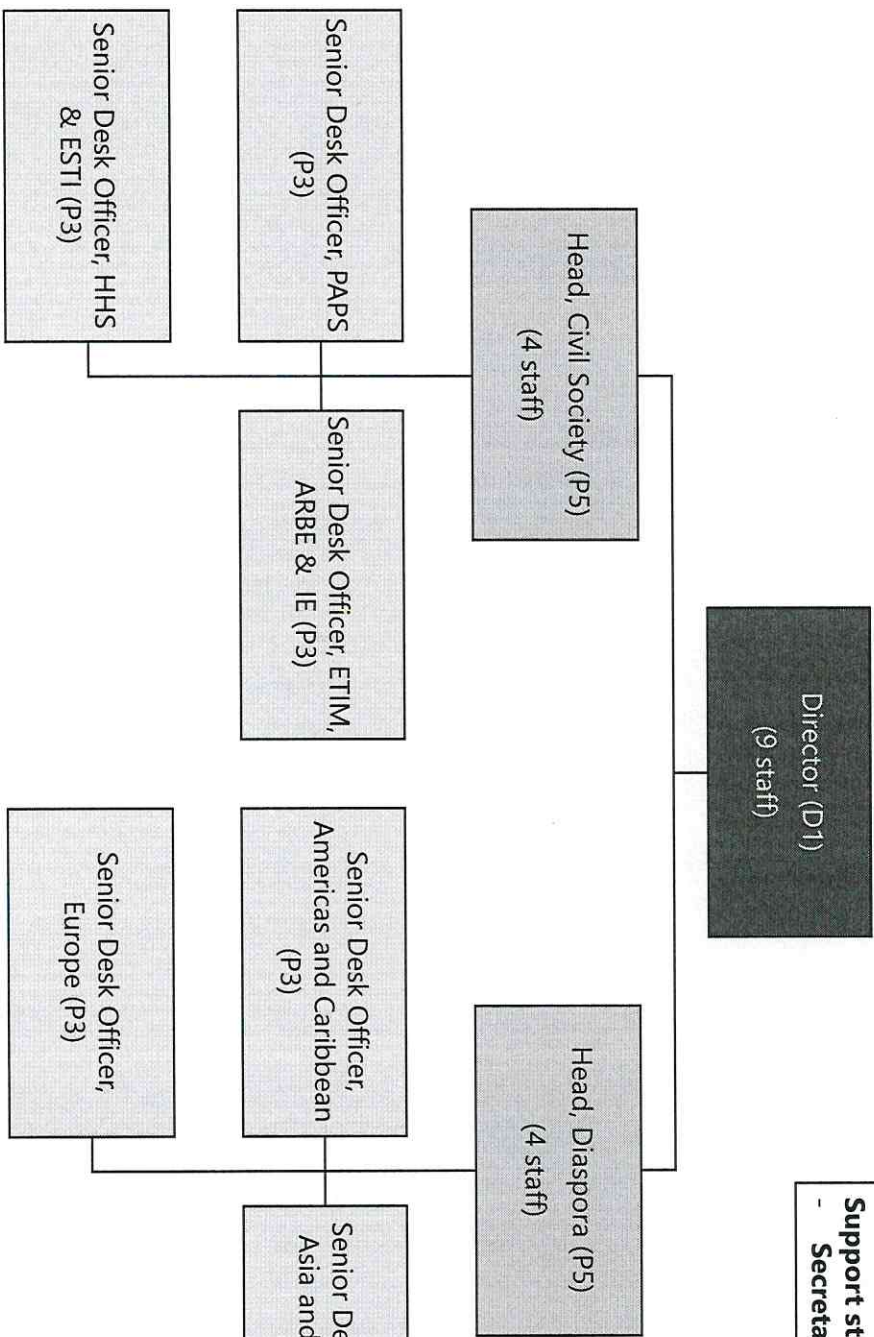 Director (D1)
(9 staff)
Support st
- Secreta
Head, Civil Society (P5)
(4 staff)
Head, Diaspora (P5)
(4 staff)
Senior Desk Officer, PAPS
(P3)
Senior Desk Officer, ETIM,
ARBE & IE (P3)
Senior Desk Officer,
Americas and Caribbean
(P3)
Senior De
Asia and
Senior Desk Officer, HHS
& ESTI (P3)
Senior Desk Officer,
Europe (P3)